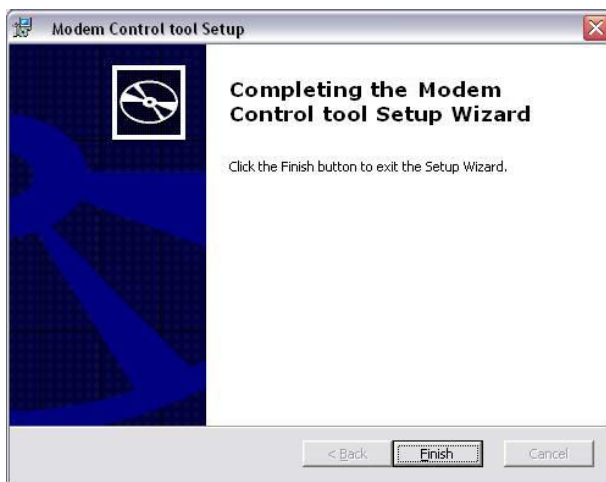 Modem Control tool Setup
Completing the Modem
Control tool Setup Wizard
Click the Finish button to exit the Setup Wizard.
< Back Finish Cancel